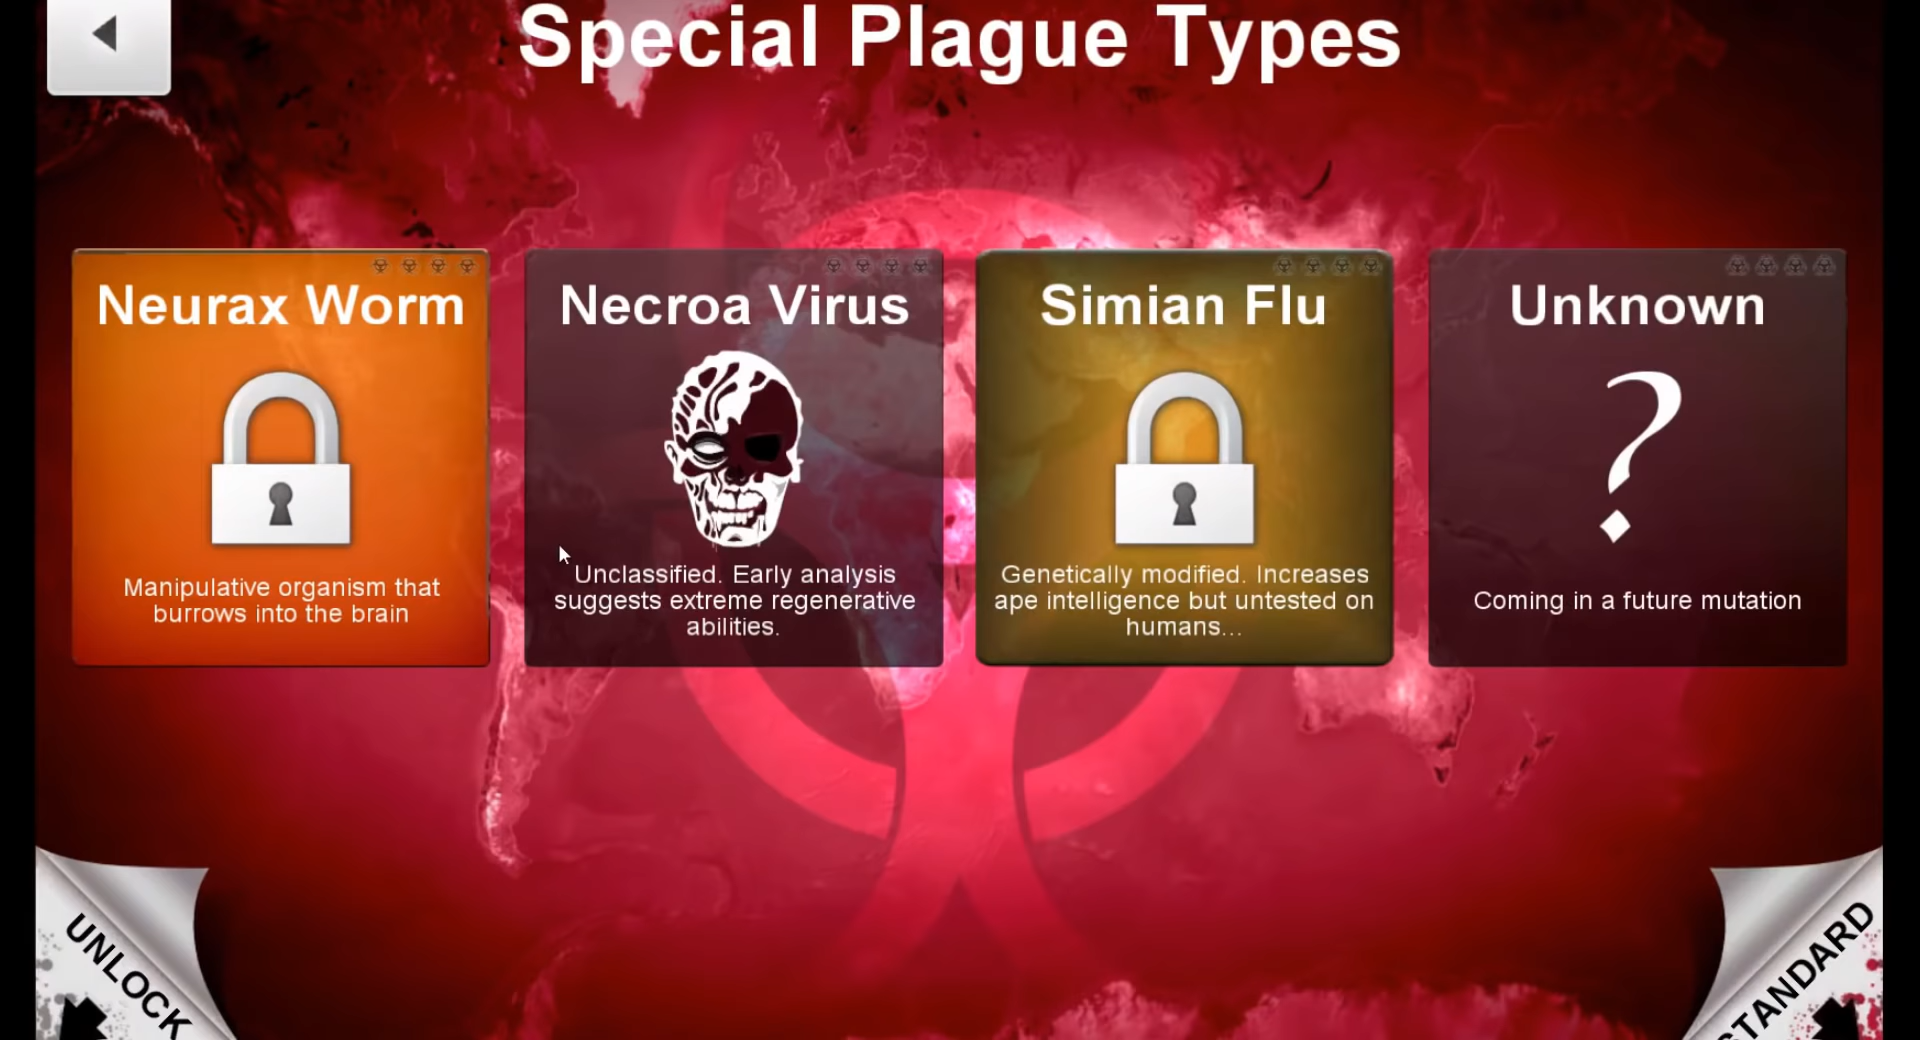 Special Plague Types
Neurax Worm
Manipulative organism that
burrows into the brain
Necroa Virus
Unclassified. Early analysis
suggests extreme regenerative
abilities.
Simian Flu
Genetically modified. Increases
ape intelligence but untested on
humans...
Unknown
?
Coming in a future mutation
UNLOCK
STANDARD